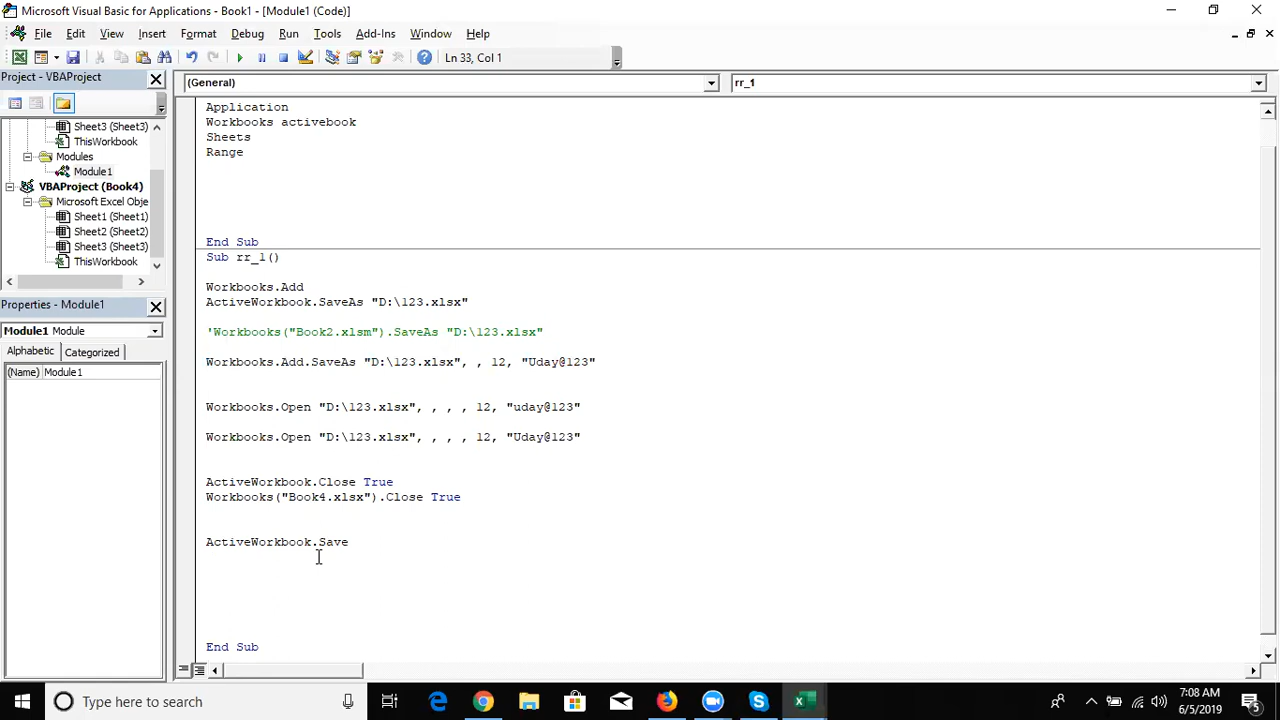 Microsoft Visual Basic for Applications - Book1 - [Module1 (Code)]
File Edit View Insert Format Debug Run Tools Add-Ins Window Help
Ln 33, Col 1
Project - VBAProject
(General) rr_1
Sheet3 (Sheet3)
ThisWorkbook
Modules
Module1
VBAProject (Book4)
Microsoft Excel Obje
Sheet1 (Sheet1)
Sheet2 (Sheet2)
Sheet3 (Sheet3)
ThisWorkbook
Properties - Module1
Module1 Module
Alphabetic Categorized
(Name) Module1
Application
Workbooks activebook
Sheets
Range
End Sub
Sub rr_1()
Workbooks.Add
ActiveWorkbook.SaveAs "D:\123.xlsx"
'Workbooks("Book2.xlsm").SaveAs "D:\123.xlsx"
Workbooks.Add.SaveAs "D:\123.xlsx", , 12, "Uday@123"
Workbooks.Open "D:\123.xlsx", , , , 12, "uday@123"
Workbooks.Open "D:\123.xlsx", , , , 12, "Uday@123"
ActiveWorkbook.Close True
Workbooks("Book4.xlsx").Close True
ActiveWorkbook.Save
End Sub
Type here to search
7:08 AM
6/5/2019
5